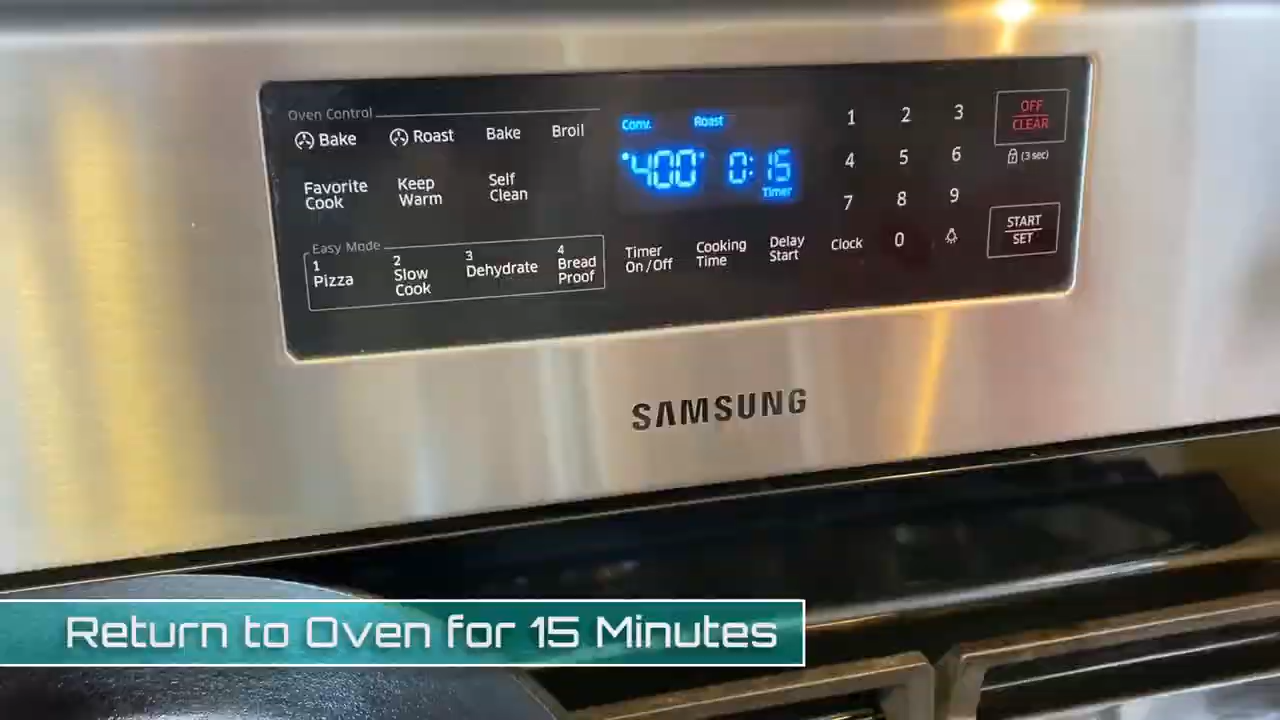 Oven Control
Bake Roast Bake Broil
Favorite Cook Keep Warm Self Clean
Easy Mode
1 Pizza 2 Slow Cook 3 Dehydrate 4 Bread Proof
Conv. Roast
400° 0:15
Timer
Timer On/Off Cooking Time Delay Start
1 2 3
4 5 6
7 8 9
Clock 0
OFF
CLEAR
(3 sec)
START
SET
SAMSUNG
Return to Oven for 15 Minutes